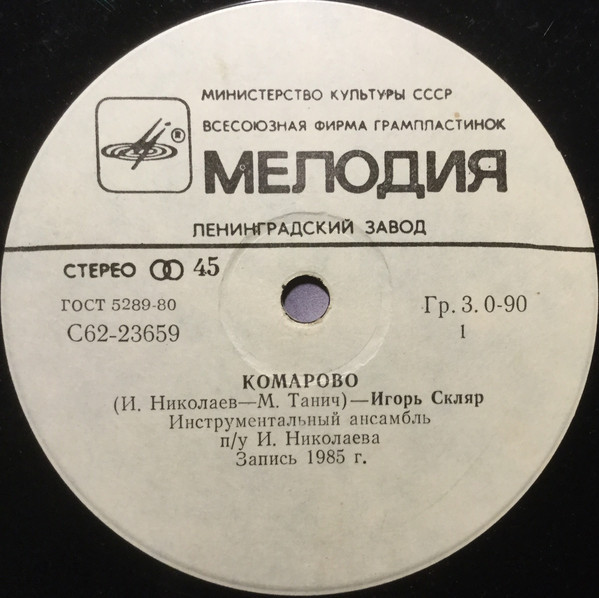 МИНИСТЕРСТВО КУЛЬТУРЫ СССР
ВСЕСОЮЗНАЯ ФИРМА ГРАМПЛАСТИНОК
®
МЕЛОДИЯ
ЛЕНИНГРАДСКИЙ ЗАВОД
СТЕРЕО 45
ГОСТ 5289-80
С62-23659
Гр. 3. 0-90
1
КОМАРОВО
(И. Николаев—М. Танич)—Игорь Скляр
Инструментальный ансамбль
п/у И. Николаева
Запись 1985 г.